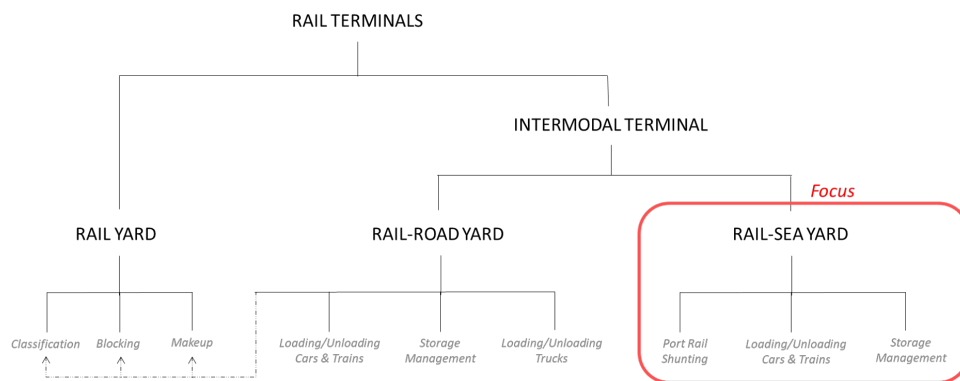 RAIL TERMINALS
INTERMODAL TERMINAL
Focus
RAIL YARD
RAIL-ROAD YARD
RAIL-SEA YARD
Classification
Blocking
Makeup
Loading/Unloading
Cars & Trains
Storage
Management
Loading/Unloading
Trucks
Port Rail
Shunting
Loading/Unloading
Cars & Trains
Storage
Management